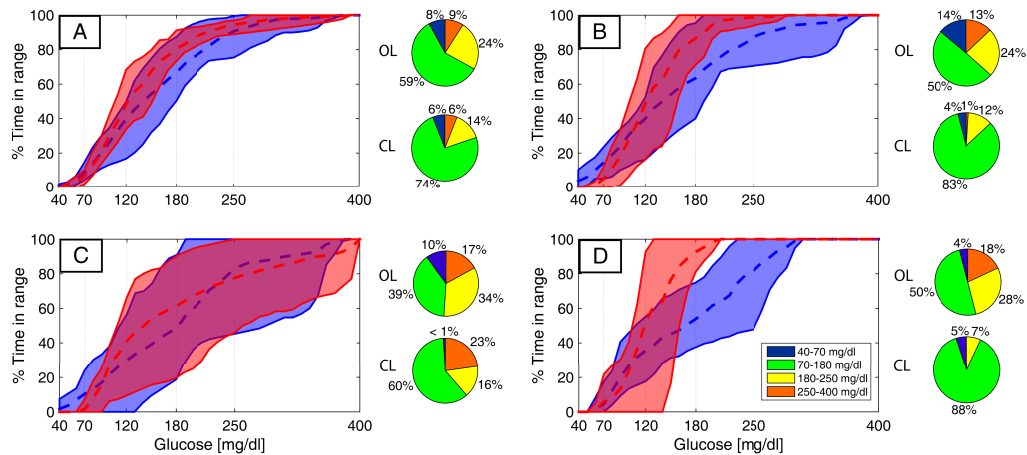 A
% Time in range
100
80
60
40
20
0
40 70 120 180 250 400
OL
8% 9%
24%
59%
CL
6% 6%
14%
74%
B
% Time in range
100
80
60
40
20
0
40 70 120 180 250 400
OL
14% 13%
24%
50%
CL
4% 1% 12%
83%
C
% Time in range
100
80
60
40
20
0
40 70 120 180 250 400
Glucose [mg/dl]
OL
10% 17%
39%
34%
CL
< 1%
23%
60%
16%
D
% Time in range
100
80
60
40
20
0
40 70 120 180 250 400
Glucose [mg/dl]
40-70 mg/dl
70-180 mg/dl
180-250 mg/dl
250-400 mg/dl
OL
4% 18%
50%
28%
CL
5% 7%
88%